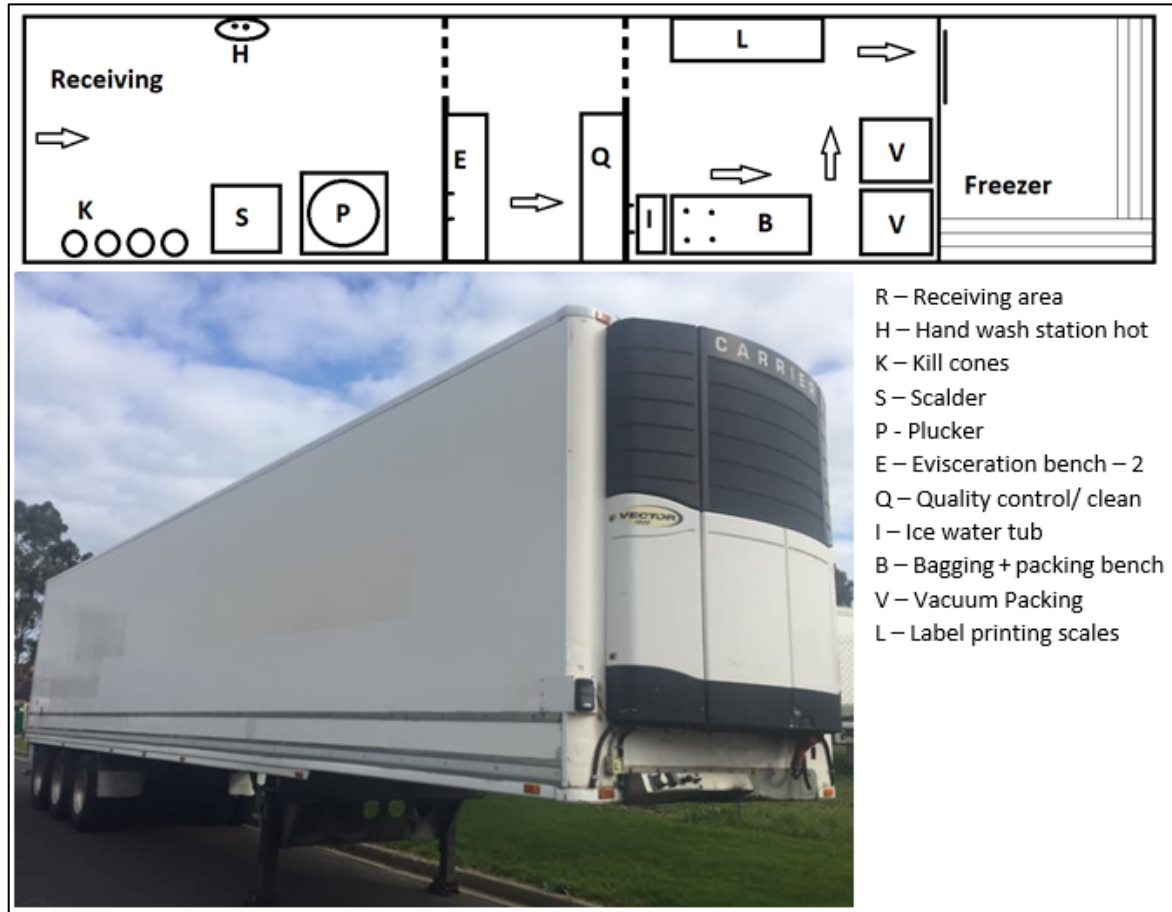 H
L
Receiving
E
Q
V
K
S
P
I
B
V
Freezer
CARRIER
VECTOR
R – Receiving area
H – Hand wash station hot
K – Kill cones
S – Scalder
P - Plucker
E – Evisceration bench – 2
Q – Quality control/ clean
I – Ice water tub
B – Bagging + packing bench
V – Vacuum Packing
L – Label printing scales